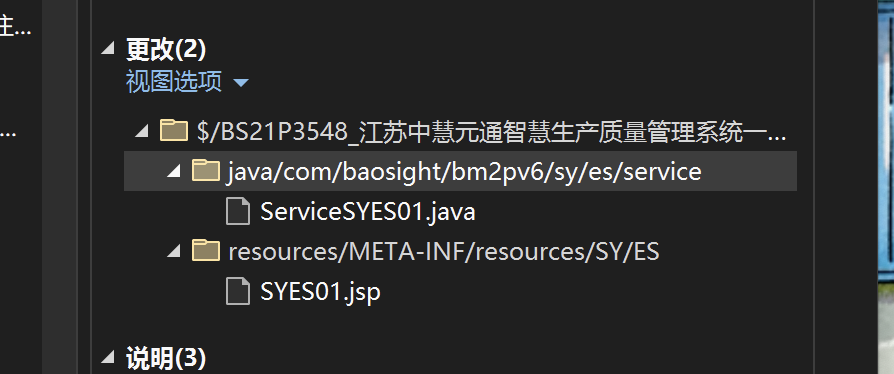 注...
更改(2)
视图选项
$/BS21P3548_江苏中慧元通智慧生产质量管理系统一...
...
java/com/baosight/bm2pv6/sy/es/service
ServiceSYES01.java
resources/META-INF/resources/SY/ES
SYES01.jsp
说明(3)